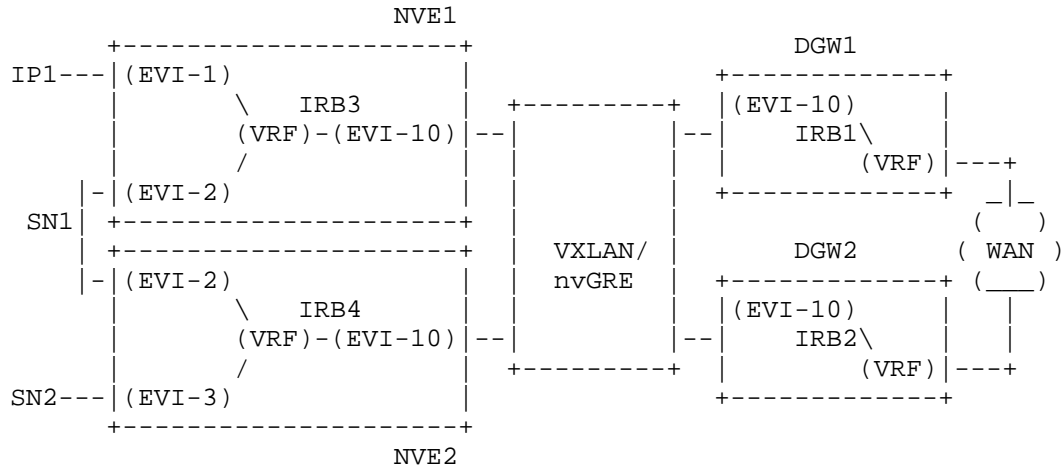 NVE1
DGW1
IP1---|(EVI-1) |
\ IRB3 |(EVI-10) |
(VRF)-(EVI-10)|--| |--| IRB1\ |
/ (VRF)|---+
|-|(EVI-2) _|_
SN1| ( )
VXLAN/ DGW2 ( WAN )
|-|(EVI-2) nvGRE (___)
\ IRB4 |(EVI-10) |
(VRF)-(EVI-10)|--| |--| IRB2\ |
/ (VRF)|---+
SN2---|(EVI-3) |
NVE2